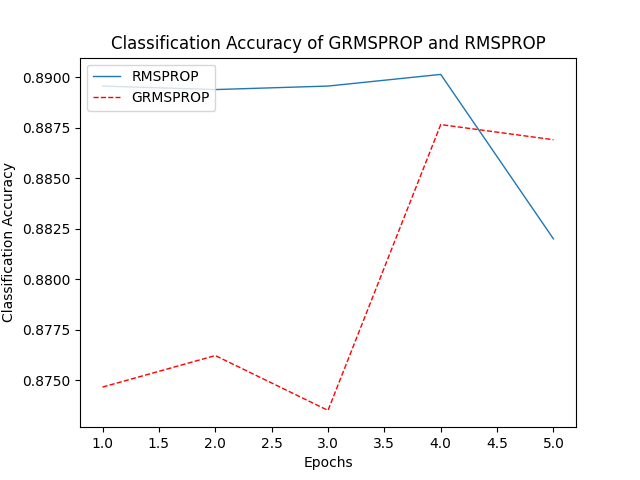 Classification Accuracy of GRMSPROP and RMSPROP
RMSPROP
GRMSPROP
Classification Accuracy
0.8900
0.8875
0.8850
0.8825
0.8800
0.8775
0.8750
1.0 1.5 2.0 2.5 3.0 3.5 4.0 4.5 5.0
Epochs